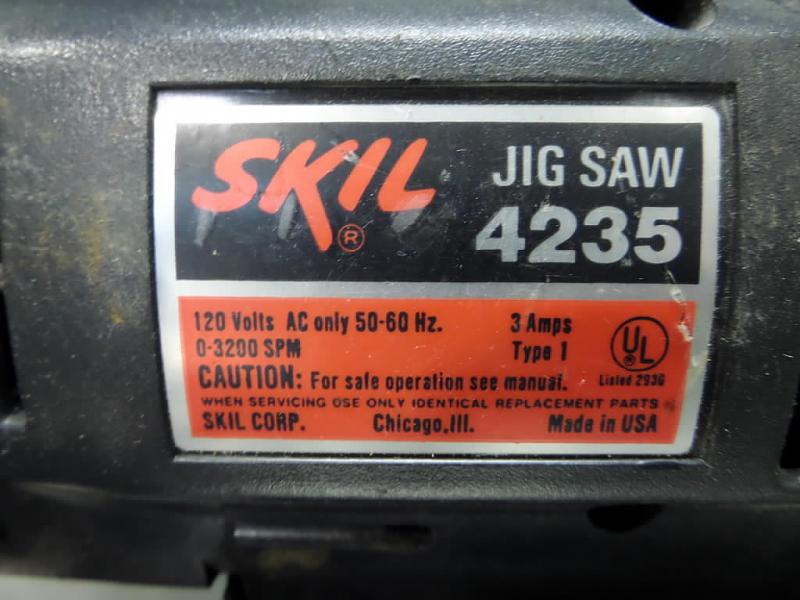 SKIL ®
JIG SAW
4235
120 Volts AC only 50-60 Hz. 3 Amps
0-3200 SPM Type 1
UL ®
Listed 293G
CAUTION: For safe operation see manual.
WHEN SERVICING USE ONLY IDENTICAL REPLACEMENT PARTS
SKIL CORP. Chicago, Ill. Made in USA